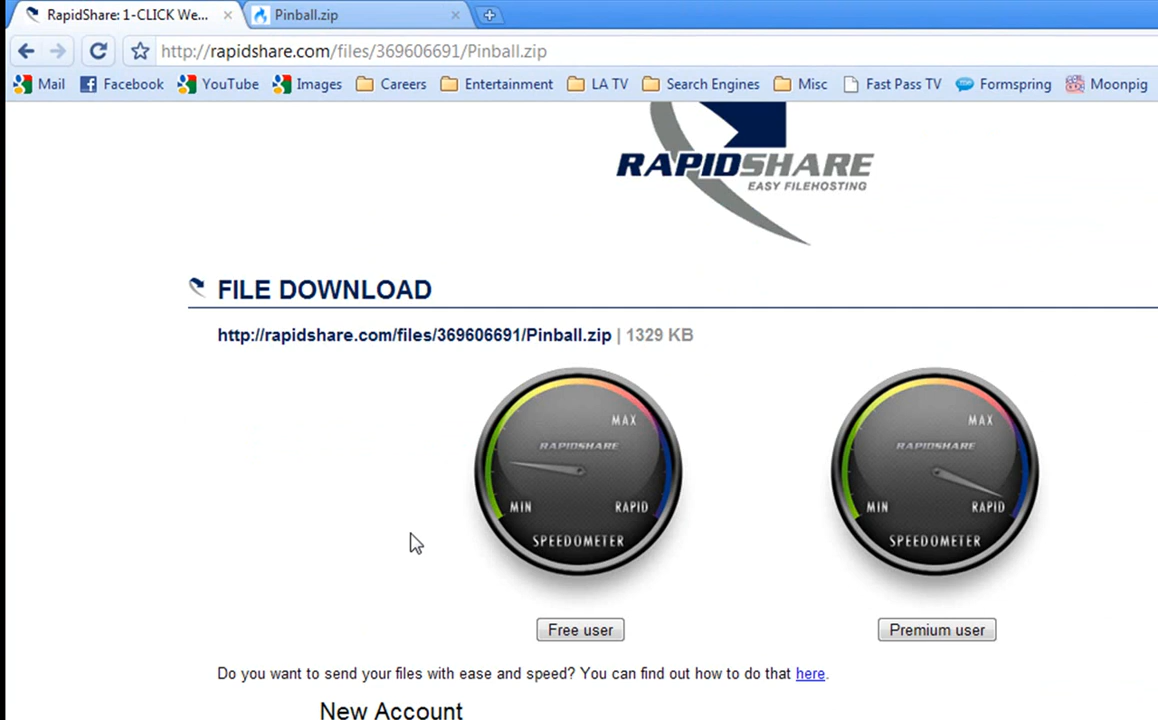 RapidShare: 1-CLICK We...
Pinball.zip
http://rapidshare.com/files/369606691/Pinball.zip
Mail Facebook YouTube Images Careers Entertainment LA TV Search Engines Misc Fast Pass TV Formspring Moonpig
RAPIDSHARE
EASY FILEHOSTING
FILE DOWNLOAD
http://rapidshare.com/files/369606691/Pinball.zip | 1329 KB
MAX
RAPIDSHARE
MIN RAPID
SPEEDOMETER
MAX
RAPIDSHARE
MIN RAPID
SPEEDOMETER
Free user
Premium user
Do you want to send your files with ease and speed? You can find out how to do that here.
New Account